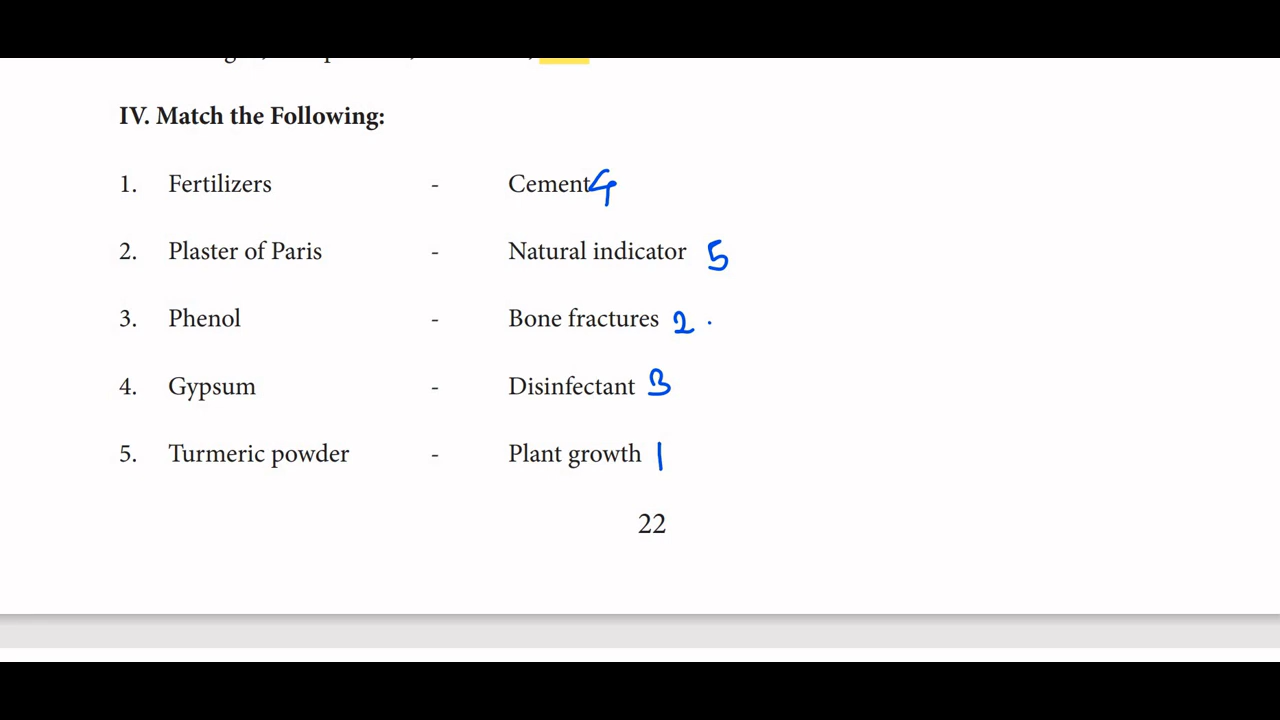 IV. Match the Following:
1. Fertilizers - Cement 4
2. Plaster of Paris - Natural indicator 5
3. Phenol - Bone fractures 2 .
4. Gypsum - Disinfectant 3
5. Turmeric powder - Plant growth 1
22